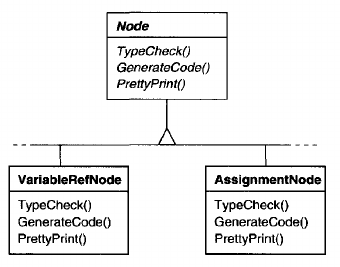 Node
TypeCheck()
GenerateCode()
PrettyPrint()
VariableRefNode
TypeCheck()
GenerateCode()
PrettyPrint()
AssignmentNode
TypeCheck()
GenerateCode()
PrettyPrint()